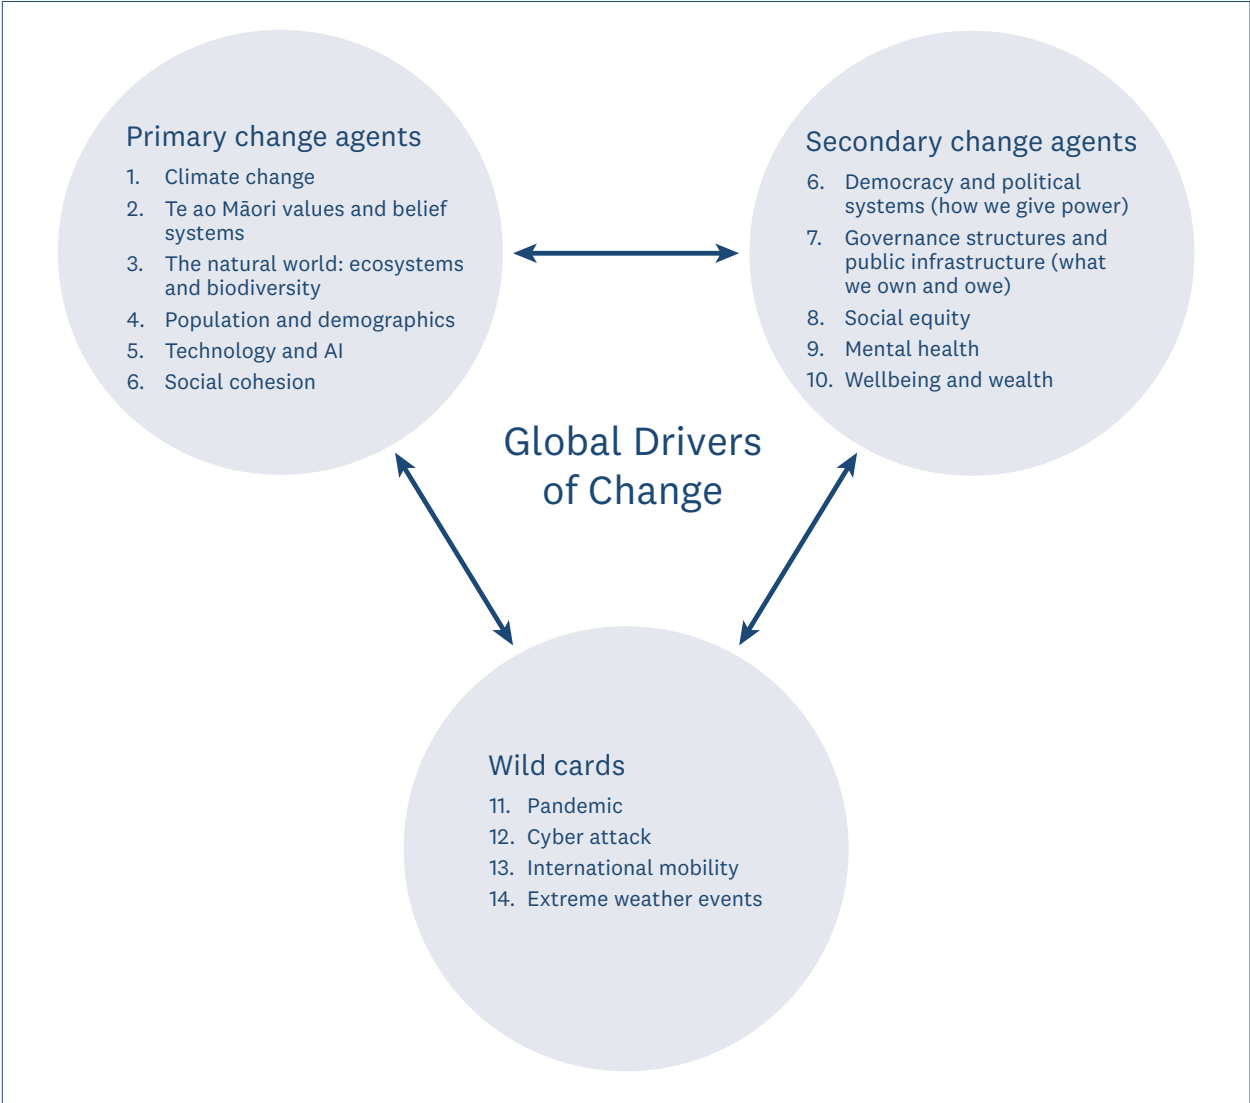 Primary change agents
1. Climate change
2. Te ao Māori values and belief
systems
3. The natural world: ecosystems
and biodiversity
4. Population and demographics
5. Technology and AI
6. Social cohesion
Secondary change agents
6. Democracy and political
systems (how we give power)
7. Governance structures and
public infrastructure (what
we own and owe)
8. Social equity
9. Mental health
10. Wellbeing and wealth
Global Drivers
of Change
Wild cards
11. Pandemic
12. Cyber attack
13. International mobility
14. Extreme weather events